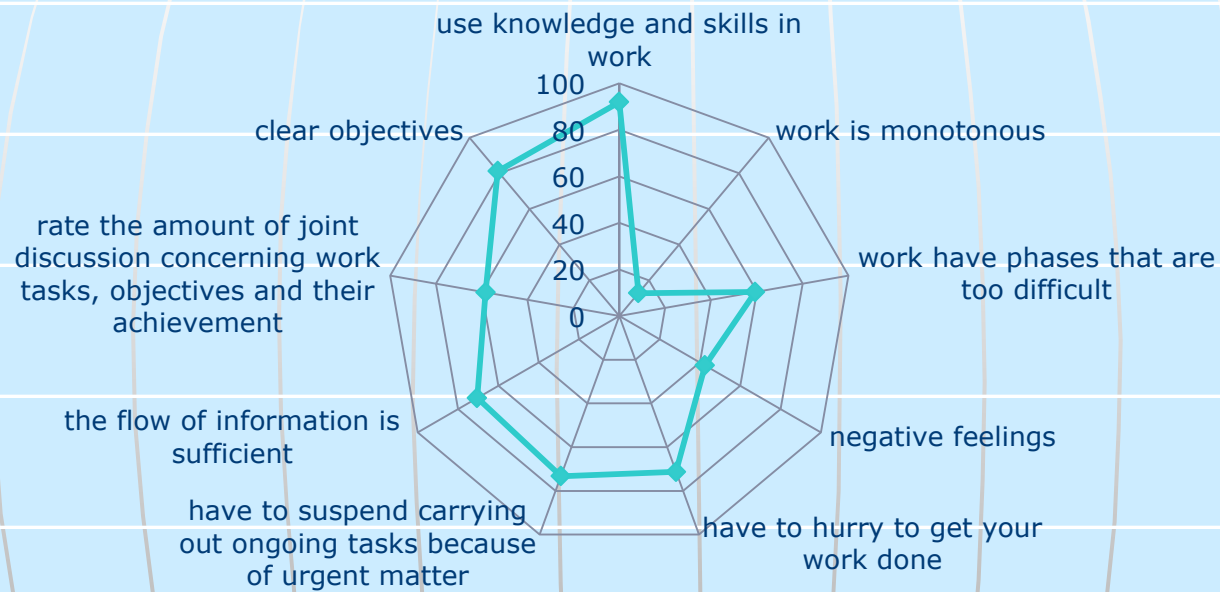 use knowledge and skills in
work
100
80
60
40
20
0
work is monotonous
work have phases that are
too difficult
negative feelings
have to hurry to get your
work done
have to suspend carrying
out ongoing tasks because
of urgent matter
the flow of information is
sufficient
rate the amount of joint
discussion concerning work
tasks, objectives and their
achievement
clear objectives